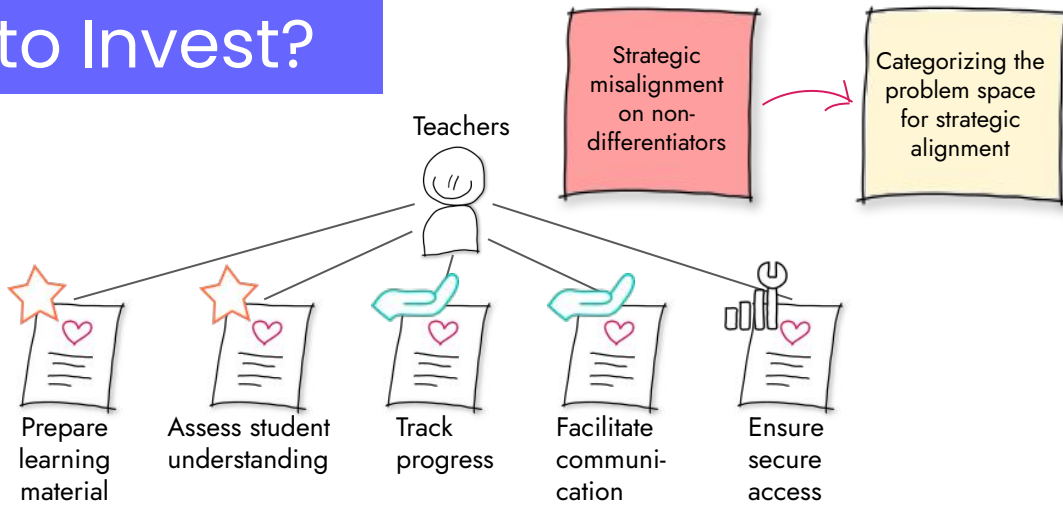 to Invest?
Strategic
misalignment
on non-
differentiators
Categorizing the
problem space
for strategic
alignment
Teachers
Prepare
learning
material
Assess student
understanding
Track
progress
Facilitate
communi-
cation
Ensure
secure
access